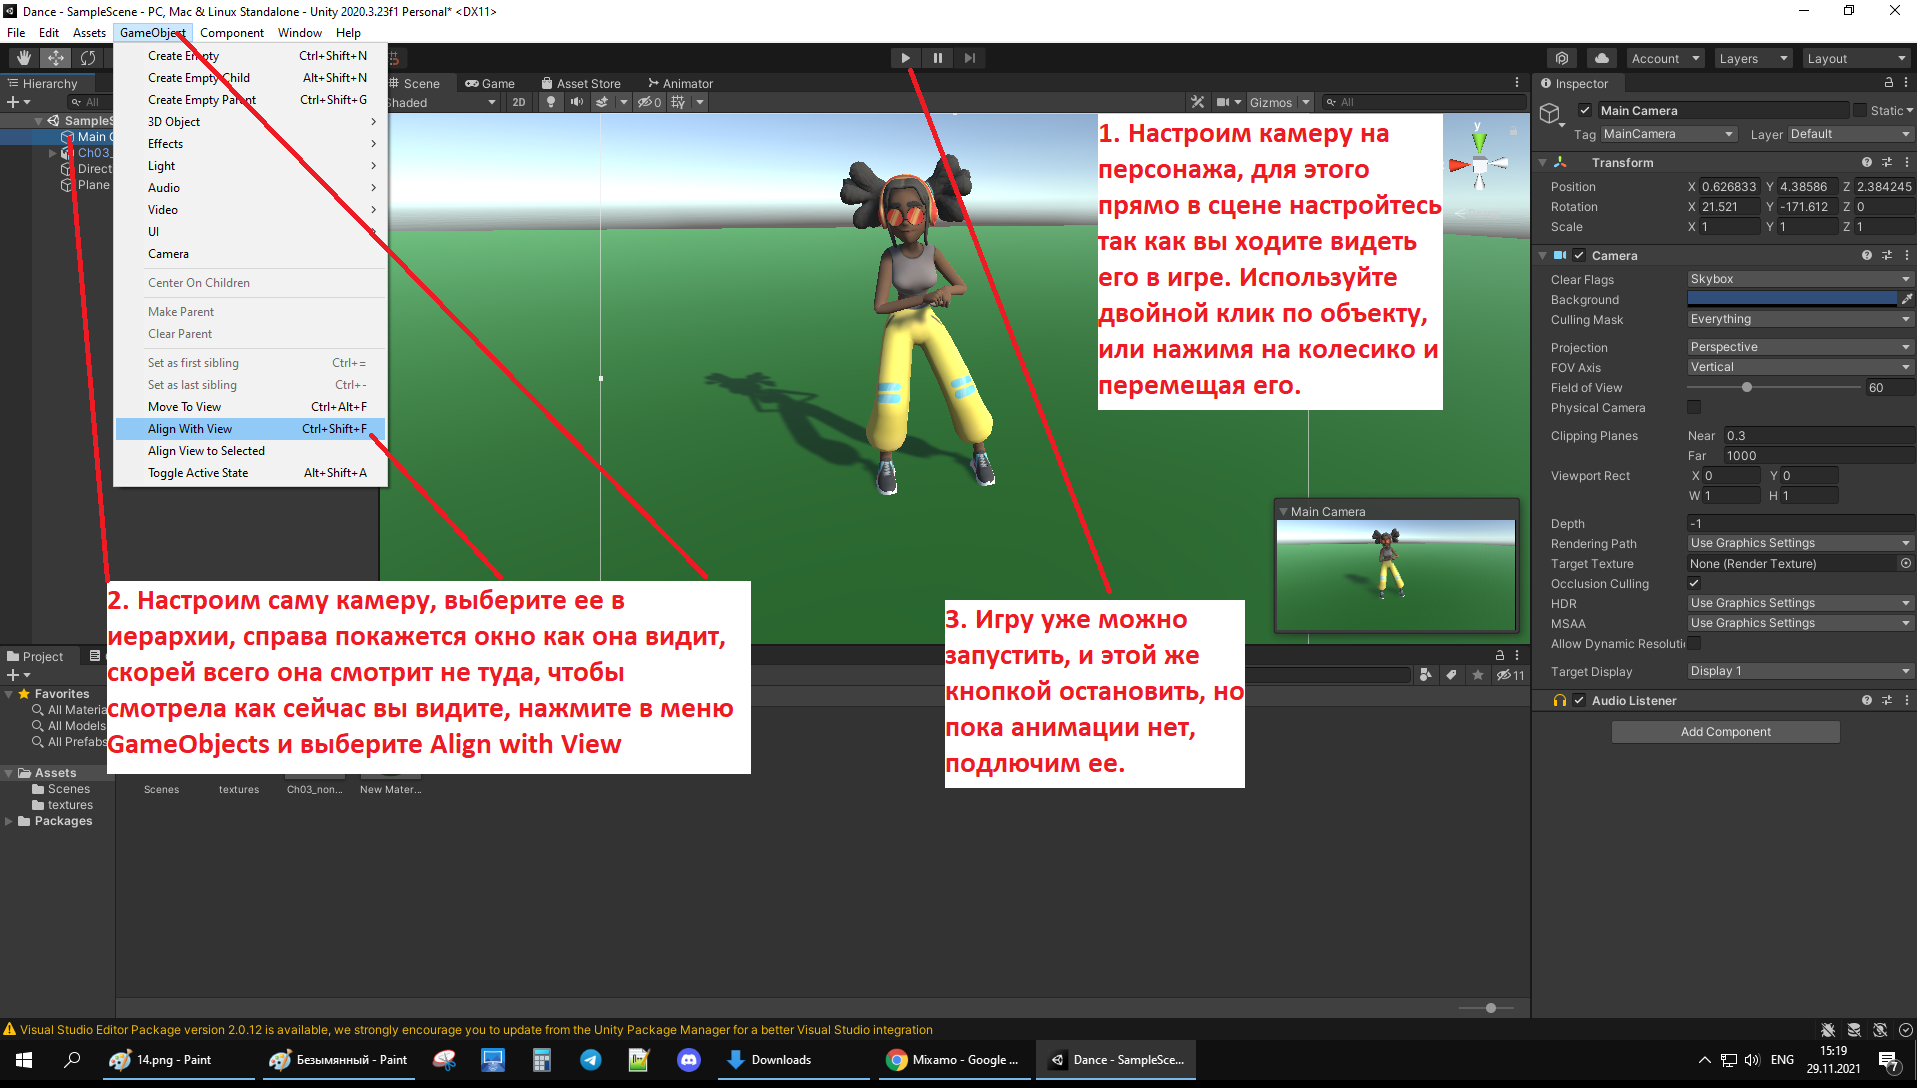 Dance - SampleScene - PC, Mac & Linux Standalone - Unity 2020.3.23f1 Personal* <DX11>
File Edit Assets GameObject Component Window Help
Account Layers Layout
Hierarchy
All
SampleS
Main C
Ch03_
Direct
Plane
Create Empty Ctrl+Shift+N
Create Empty Child Alt+Shift+N
Create Empty Parent Ctrl+Shift+G
3D Object
Effects
Light
Audio
Video
UI
Camera
Center On Children
Make Parent
Clear Parent
Set as first sibling Ctrl+=
Set as last sibling Ctrl+-
Move To View Ctrl+Alt+F
Align With View Ctrl+Shift+F
Align View to Selected
Toggle Active State Alt+Shift+A
Scene Game Asset Store Animator
Shaded 2D 0 Gizmos All
y
1. Настроим камеру на
персонажа, для этого
прямо в сцене настройтесь
так как вы ходите видеть
его в игре. Используйте
двойной клик по объекту,
или нажимя на колесико и
перемещая его.
Main Camera
2. Настроим саму камеру, выберите ее в
иерархии, справа покажется окно как она видит,
скорей всего она смотрит не туда, чтобы
смотрела как сейчас вы видите, нажмите в меню
GameObjects и выберите Align with View
3. Игру уже можно
запустить, и этой же
кнопкой остановить, но
пока анимации нет,
подлючим ее.
Inspector
Main Camera Static
Tag MainCamera Layer Default
Transform
Position X 0.626833 Y 4.38586 Z 2.384245
Rotation X 21.521 Y -171.612 Z 0
Scale X 1 Y 1 Z 1
Camera
Clear Flags Skybox
Background
Culling Mask Everything
Projection Perspective
FOV Axis Vertical
Field of View 60
Physical Camera
Clipping Planes Near 0.3
Far 1000
Viewport Rect X 0 Y 0
W 1 H 1
Depth -1
Rendering Path Use Graphics Settings
Target Texture None (Render Texture)
Occlusion Culling
HDR Use Graphics Settings
MSAA Use Graphics Settings
Allow Dynamic Resoluti
Target Display Display 1
Audio Listener
Add Component
Project
11
Favorites
All Materia
All Models
All Prefabs
Assets
Scenes
textures
Packages
Scenes textures Ch03_non... New Mater...
Visual Studio Editor Package version 2.0.12 is available, we strongly encourage you to update from the Unity Package Manager for a better Visual Studio integration
14.png - Paint Безымянный - Paint Downloads Mixamo - Google ... Dance - SampleSce...
ENG 15:19
29.11.2021
7